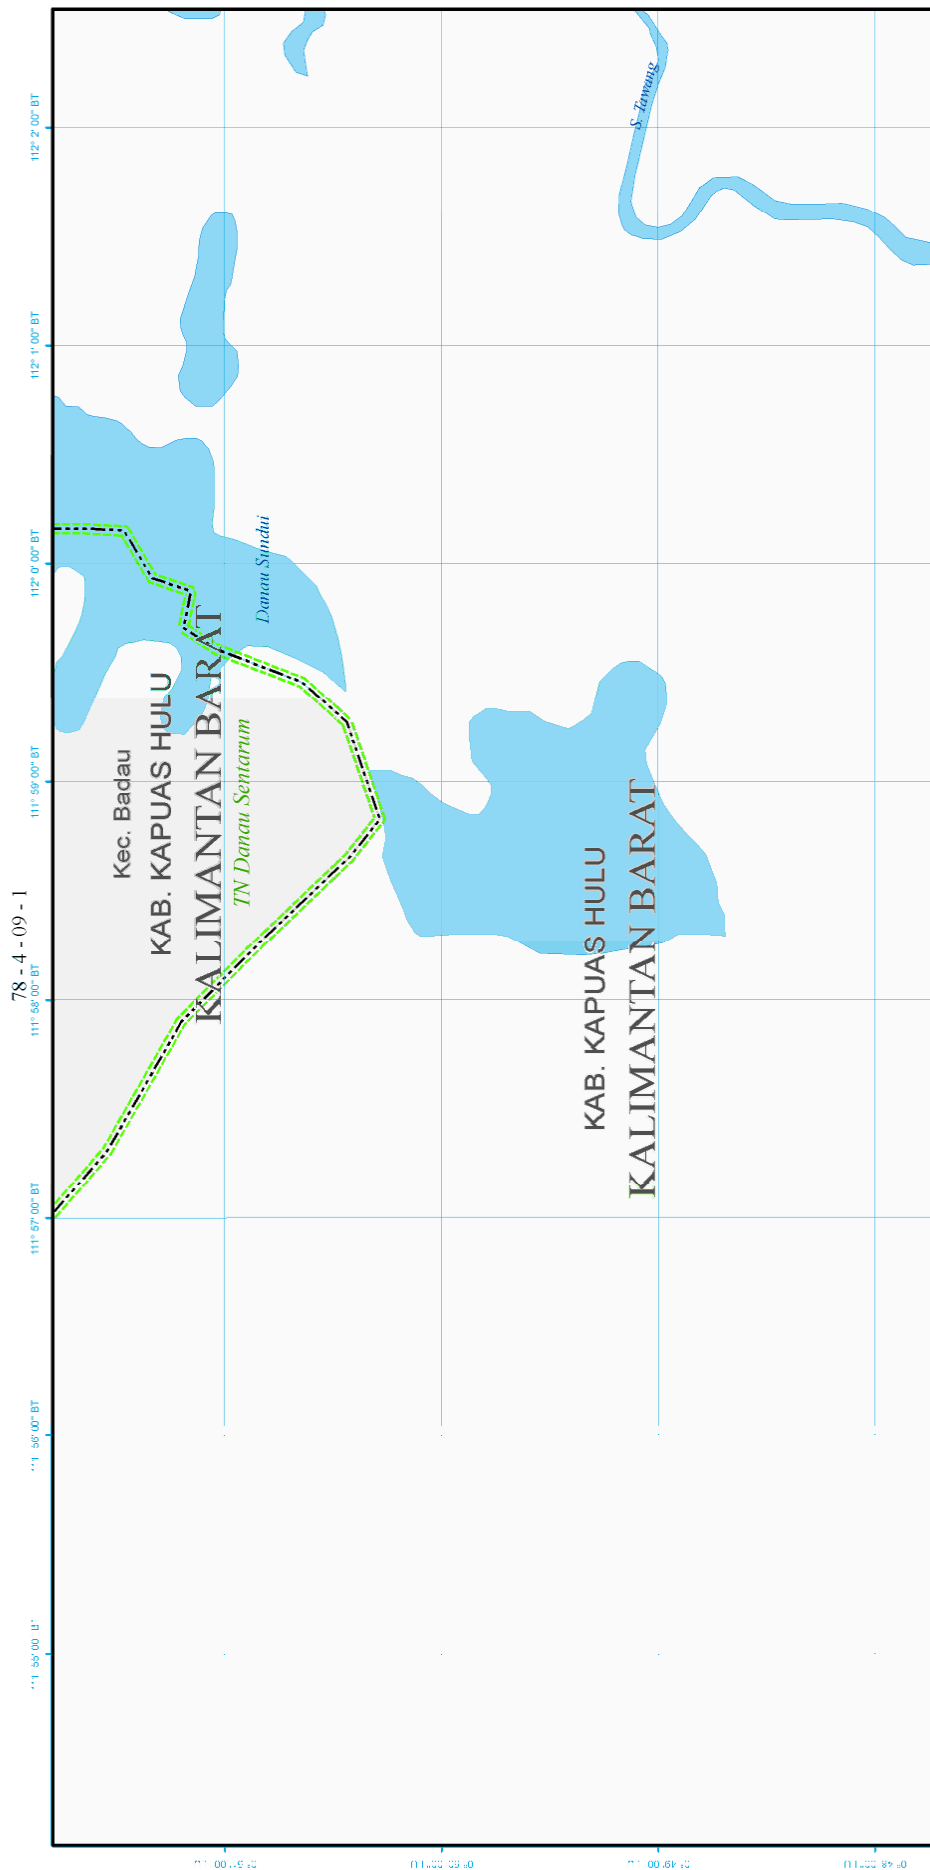 78 - 4 - 09 - 1
111° 57' 00" BT
111° 58' 00" BT
111° 59' 00" BT
112° 0' 00" BT
112° 1' 00" BT
112° 2' 00" BT
Kec. Badau
KAB. KAPUAS HULU
KALIMANTAN BARAT
TN Danau Sentarum
Danau Sundui
KAB. KAPUAS HULU
KALIMANTAN BARAT
S. Tawang